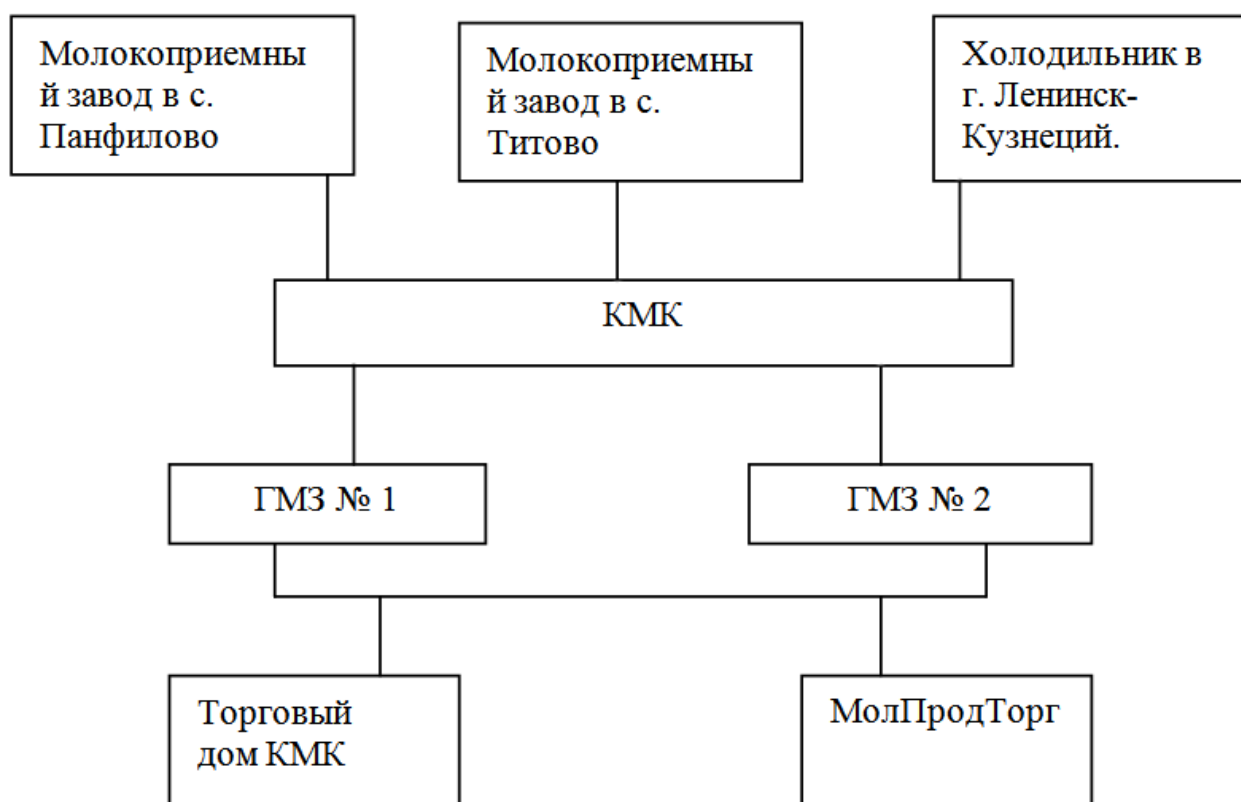 Молокоприемны
й завод в с.
Панфилово
Молокоприемны
й завод в с.
Титово
Холодильник в
г. Ленинск-
Кузнеций.
КМК
ГМЗ № 1
ГМЗ № 2
Торговый
дом КМК
МолПродТорг